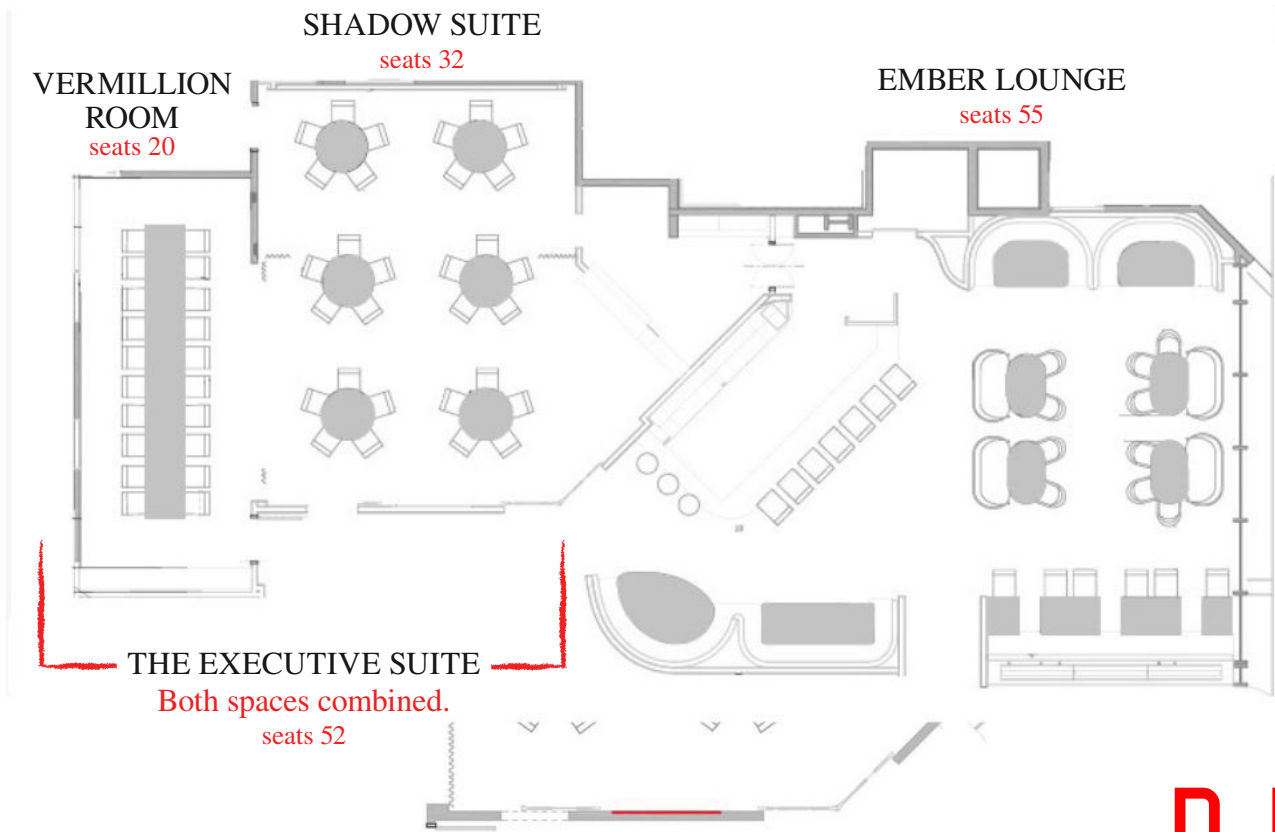 SHADOW SUITE
seats 32
VERMILLION
ROOM
seats 20
EMBER LOUNGE
seats 55
THE EXECUTIVE SUITE
Both spaces combined.
seats 52